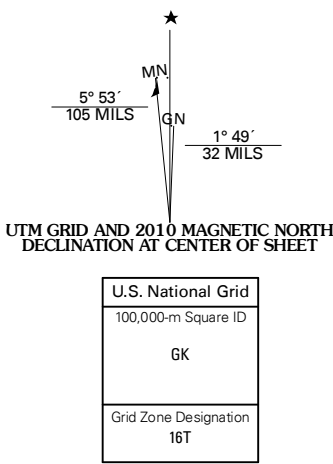 MN
GN
5° 53´
105 MILS
1° 49´
32 MILS
UTM GRID AND 2010 MAGNETIC NORTH
DECLINATION AT CENTER OF SHEET
U.S. National Grid
100,000-m Square ID
GK
Grid Zone Designation
16T